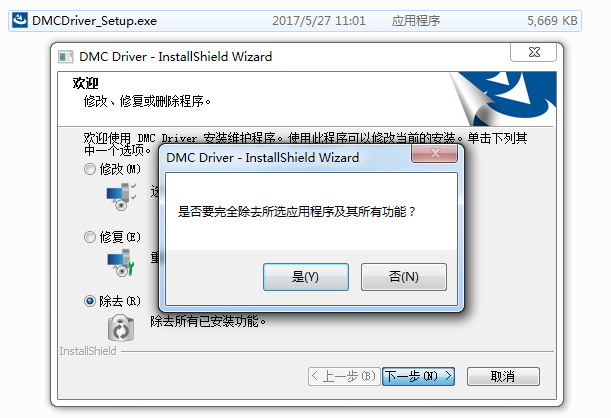 DMCDriver_Setup.exe 2017/5/27 11:01 应用程序 5,669 KB
DMC Driver - InstallShield Wizard
欢迎
修改、修复或删除程序。
欢迎使用 DMC Driver 安装维护程序。使用此程序可以修改当前的安装。单击下列其
中一个选项。
DMC Driver - InstallShield Wizard
修改(M)
是否要完全除去所选应用程序及其所有功能？
修复(E)
是(Y) 否(N)
除去(R)
除去所有已安装功能。
InstallShield
< 上一步(B) 下一步(N) > 取消